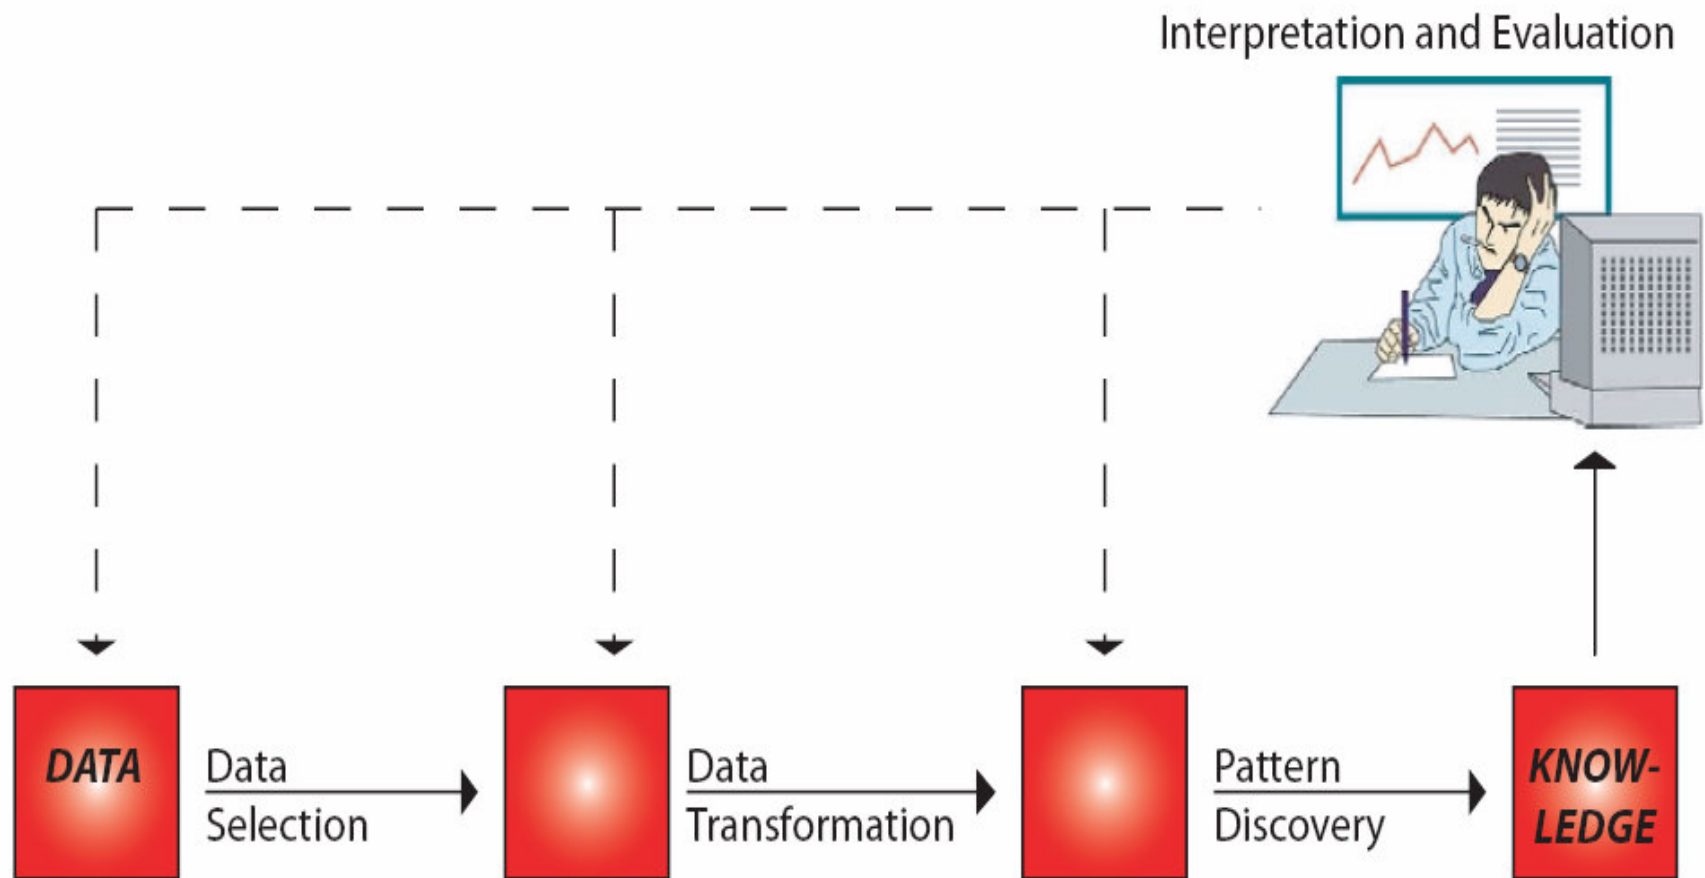 Interpretation and Evaluation
DATA
Data
Selection
Data
Transformation
Pattern
Discovery
KNOW-
LEDGE